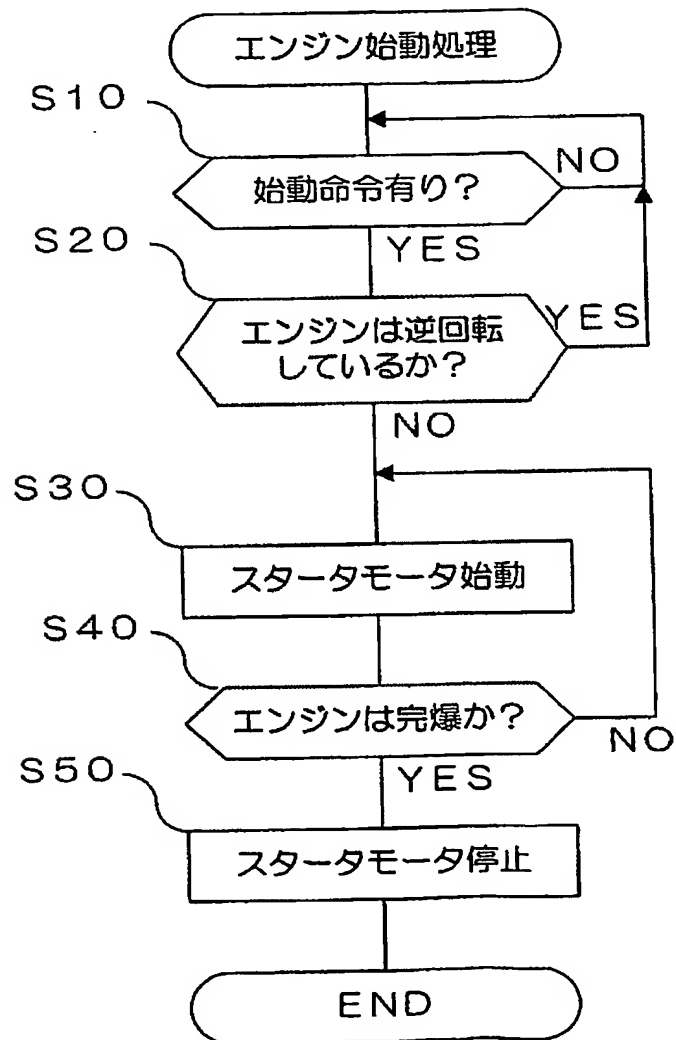 エンジン始動処理
S10
始動命令有り?
NO
YES
S20
エンジンは逆回転
しているか?
YES
NO
S30
スタータモータ始動
S40
エンジンは完爆か?
NO
YES
S50
スタータモータ停止
END